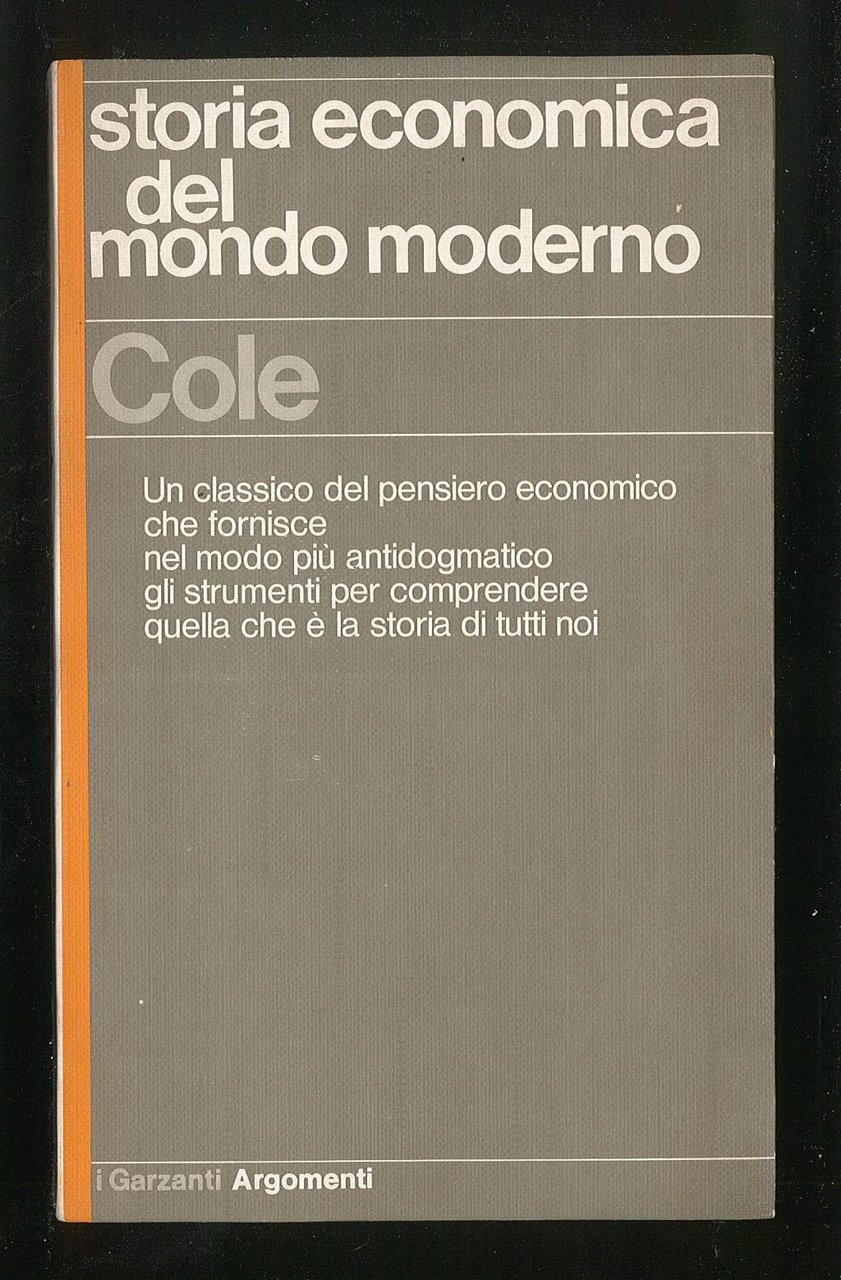 storia economica
del
mondo moderno
Cole
Un classico del pensiero economico
che fornisce
nel modo più antidogmatico
gli strumenti per comprendere
quella che è la storia di tutti noi
i Garzanti Argomenti